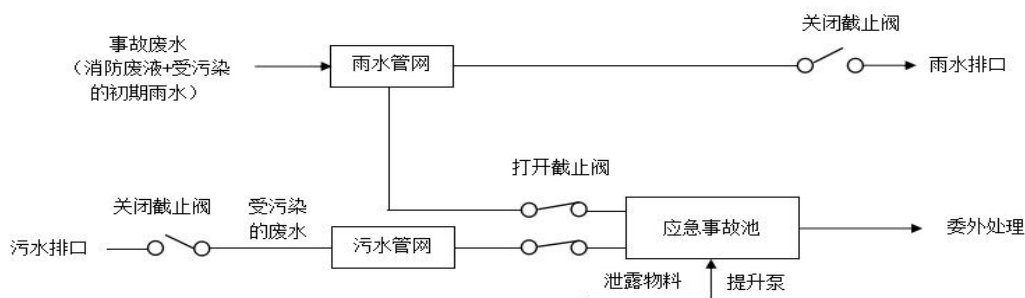 关闭截止阀
事故废水
（消防废液+受污染
的初期雨水）
雨水管网
雨水排口
打开截止阀
关闭截止阀
受污染
的废水
污水排口
污水管网
应急事故池
委外处理
泄露物料
提升泵